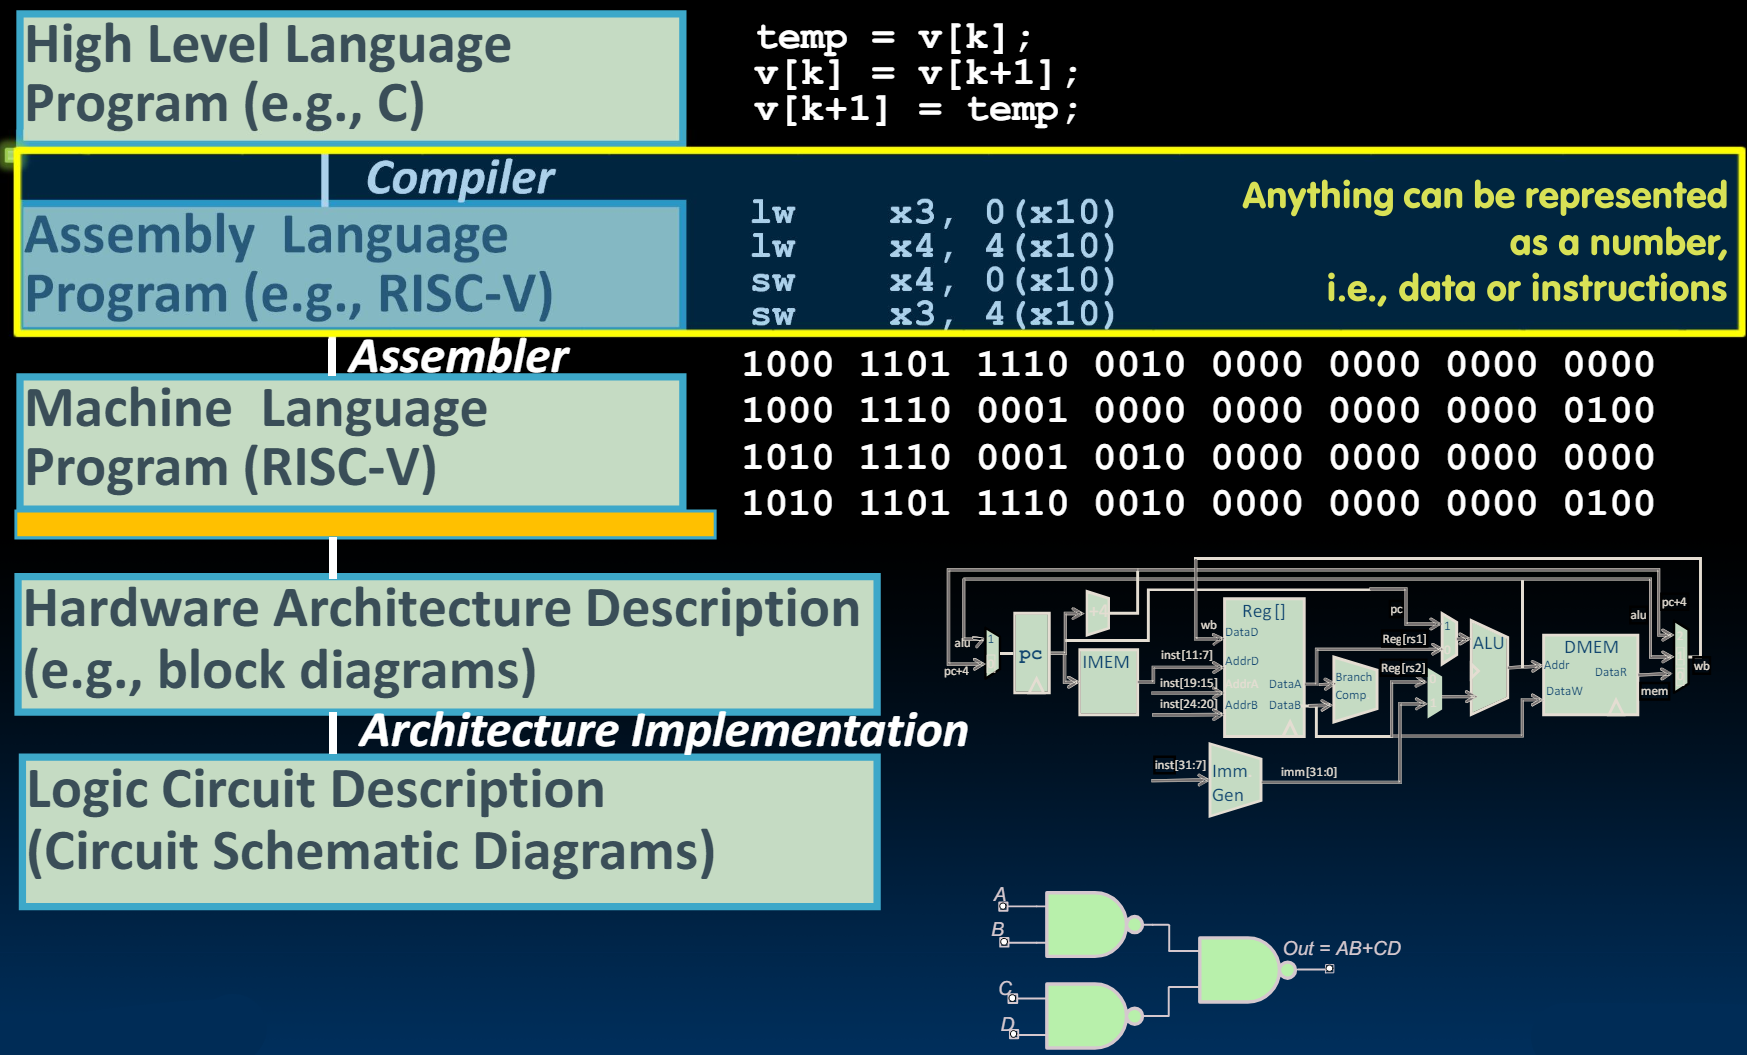 High Level Language
Program (e.g., C)
temp = v[k];
v[k] = v[k+1];
v[k+1] = temp;
Compiler
Assembly Language
Program (e.g., RISC-V)
lw x3, 0(x10)
lw x4, 4(x10)
sw x4, 0(x10)
sw x3, 4(x10)
Anything can be represented
as a number,
i.e., data or instructions
Assembler
Machine Language
Program (RISC-V)
1000 1101 1110 0010 0000 0000 0000 0000
1000 1110 0001 0000 0000 0000 0000 0100
1010 1110 0001 0010 0000 0000 0000 0000
1010 1101 1110 0010 0000 0000 0000 0100
Hardware Architecture Description
(e.g., block diagrams)
alu
pc+4
1
pc
+4
IMEM
inst[11:7]
inst[19:15]
inst[24:20]
wb
Reg[]
DataD
AddrD
AddrA
AddrB
DataA
DataB
Branch
Comp
pc
Reg[rs1]
Reg[rs2]
1
0
0
1
ALU
DMEM
Addr
DataR
DataW
alu
pc+4
mem
wb
inst[31:7]
Imm
Gen
imm[31:0]
Architecture Implementation
Logic Circuit Description
(Circuit Schematic Diagrams)
A
B
C
D
Out = AB+CD